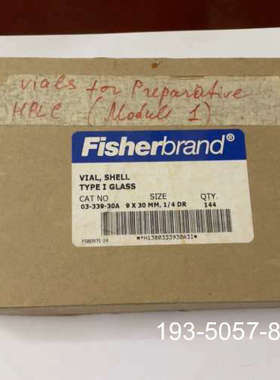 vials for Preparative
HPLC (Module 1)
Fisherbrand®
VIAL, SHELL
TYPE I GLASS
CAT NO SIZE QTY.
03-339-30A 9 X 30 MM, 1/4 DR 144
193-5057-8